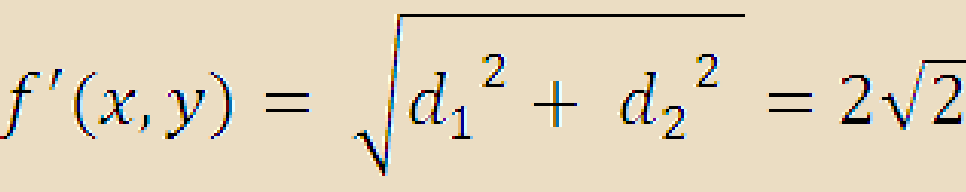 f′(x, y) = √(d₁² + d₂²) = 2√2